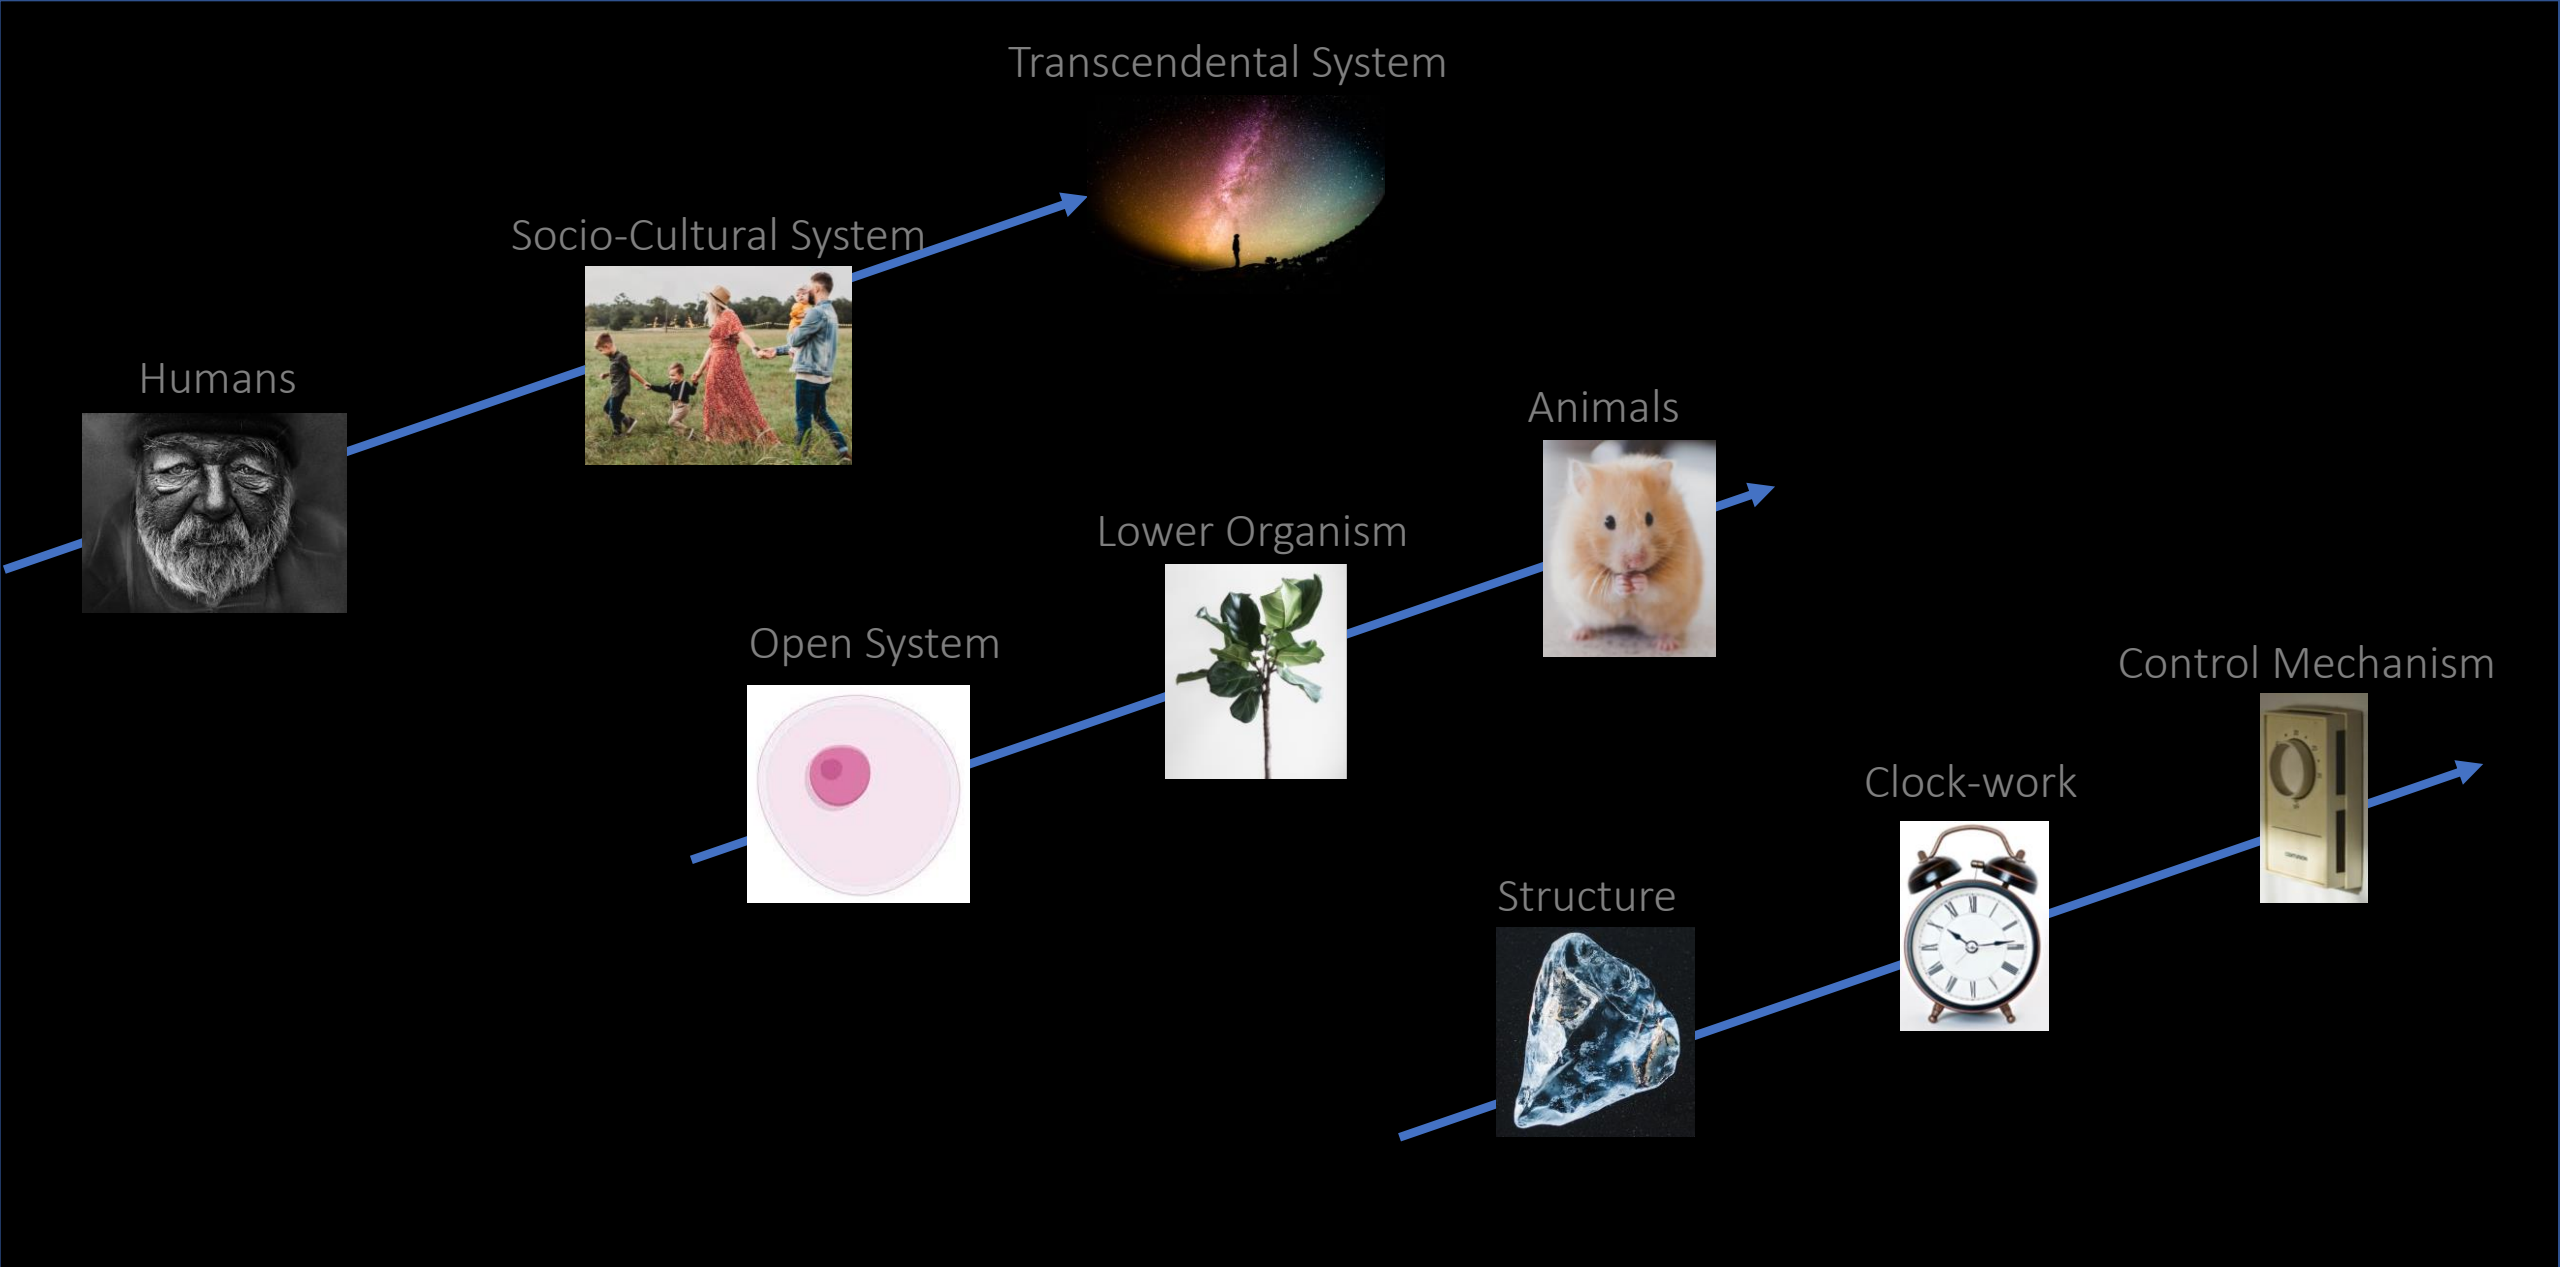 Transcendental System
Socio-Cultural System
Humans
Animals
Lower Organism
Open System
Control Mechanism
Clock-work
Structure